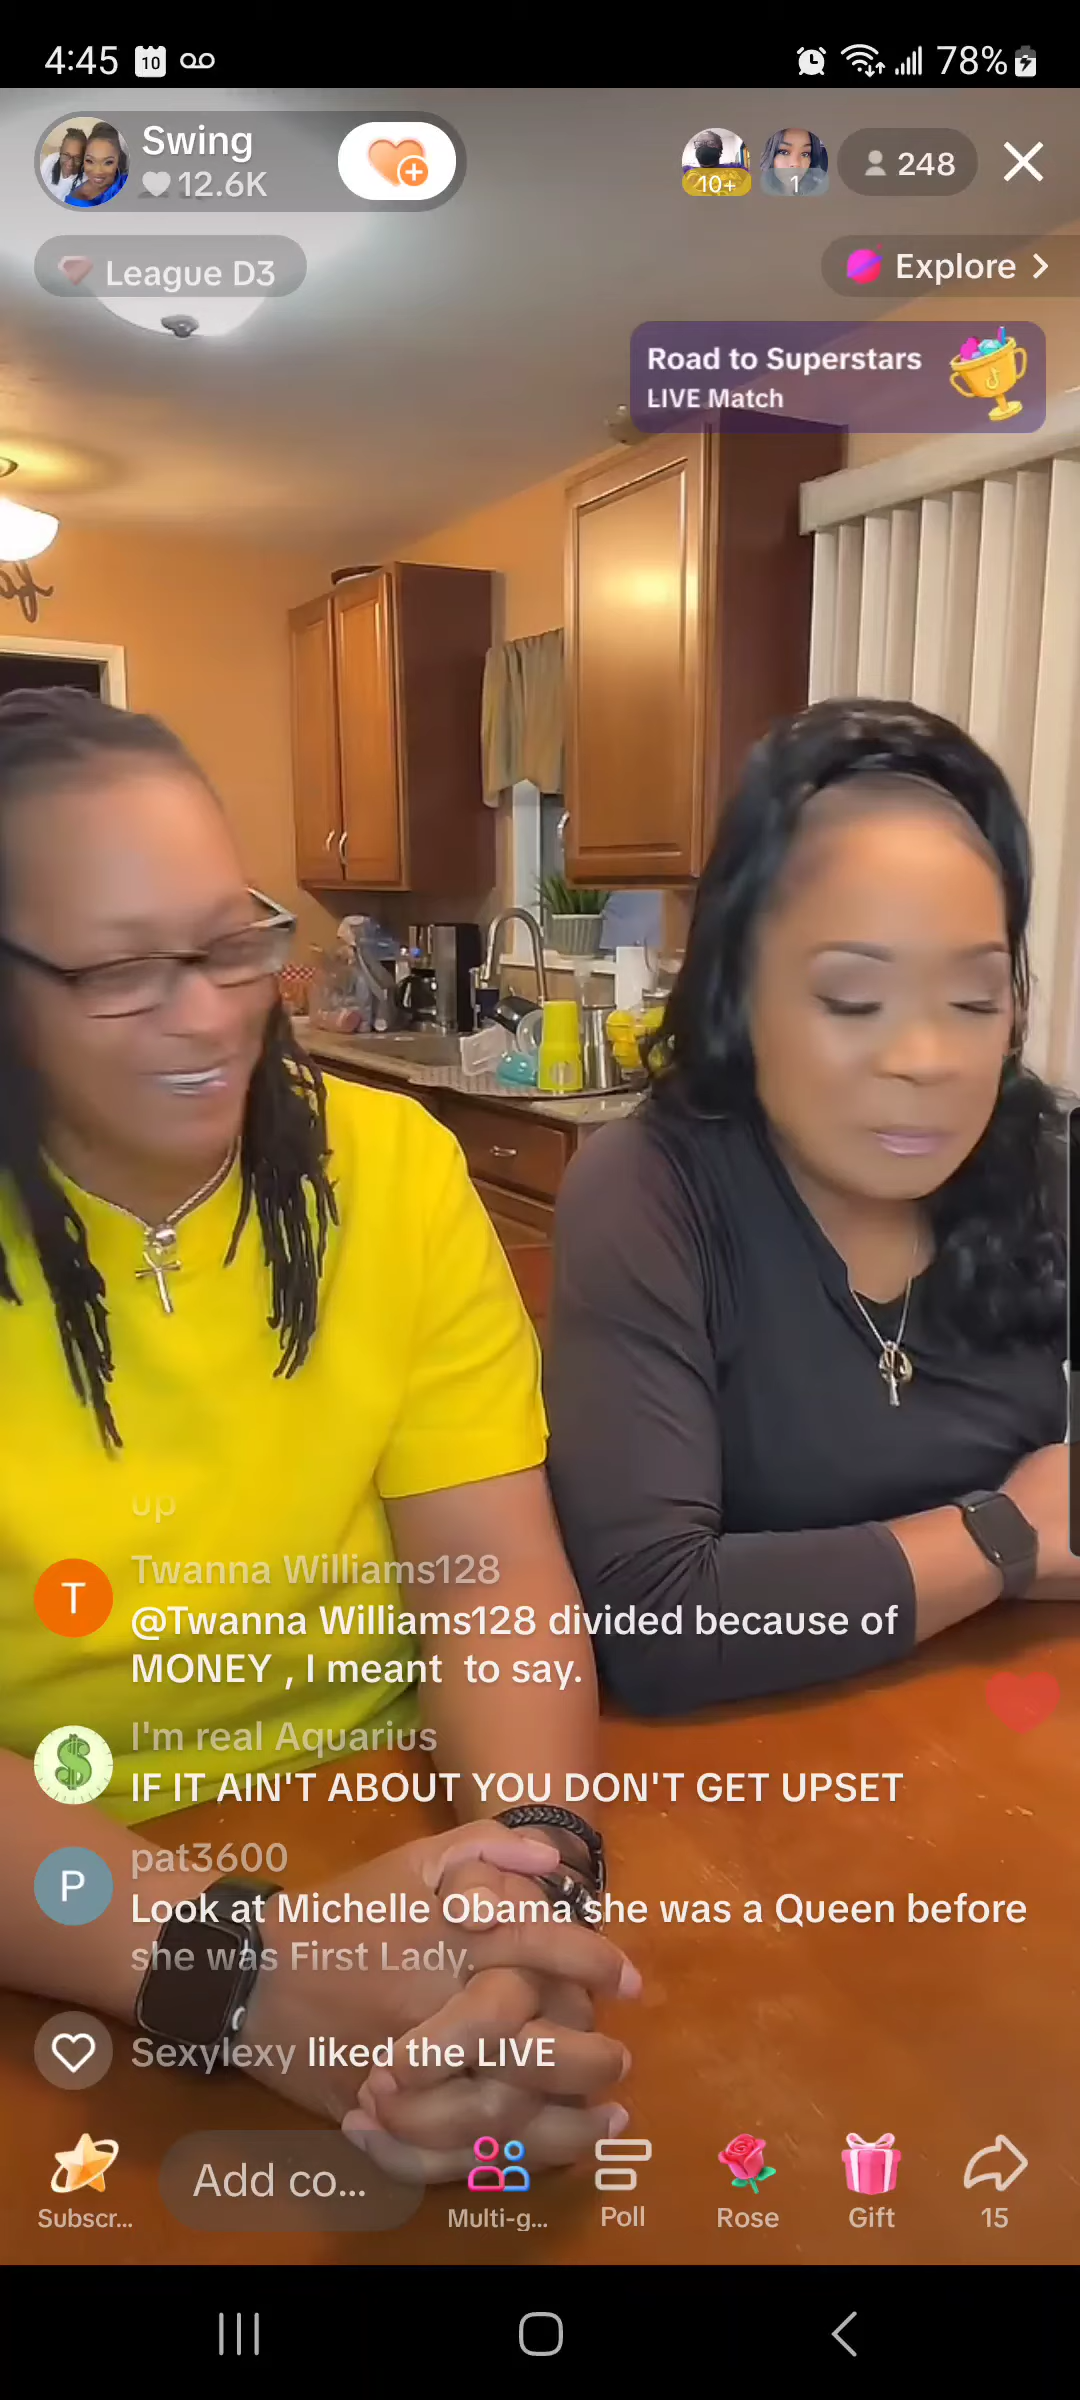 4:45 10 78%
Swing
12.6K
10+ 1 248
League D3
Explore
Road to Superstars
LIVE Match
up
Twanna Williams128
@Twanna Williams128 divided because of
MONEY , I meant to say.
I'm real Aquarius
IF IT AIN'T ABOUT YOU DON'T GET UPSET
pat3600
T
$
P
Look at Michelle Obama she was a Queen before
she was First Lady.
Sexylexy liked the LIVE
Add co...
Subscr... Multi-g... Poll Rose Gift 15